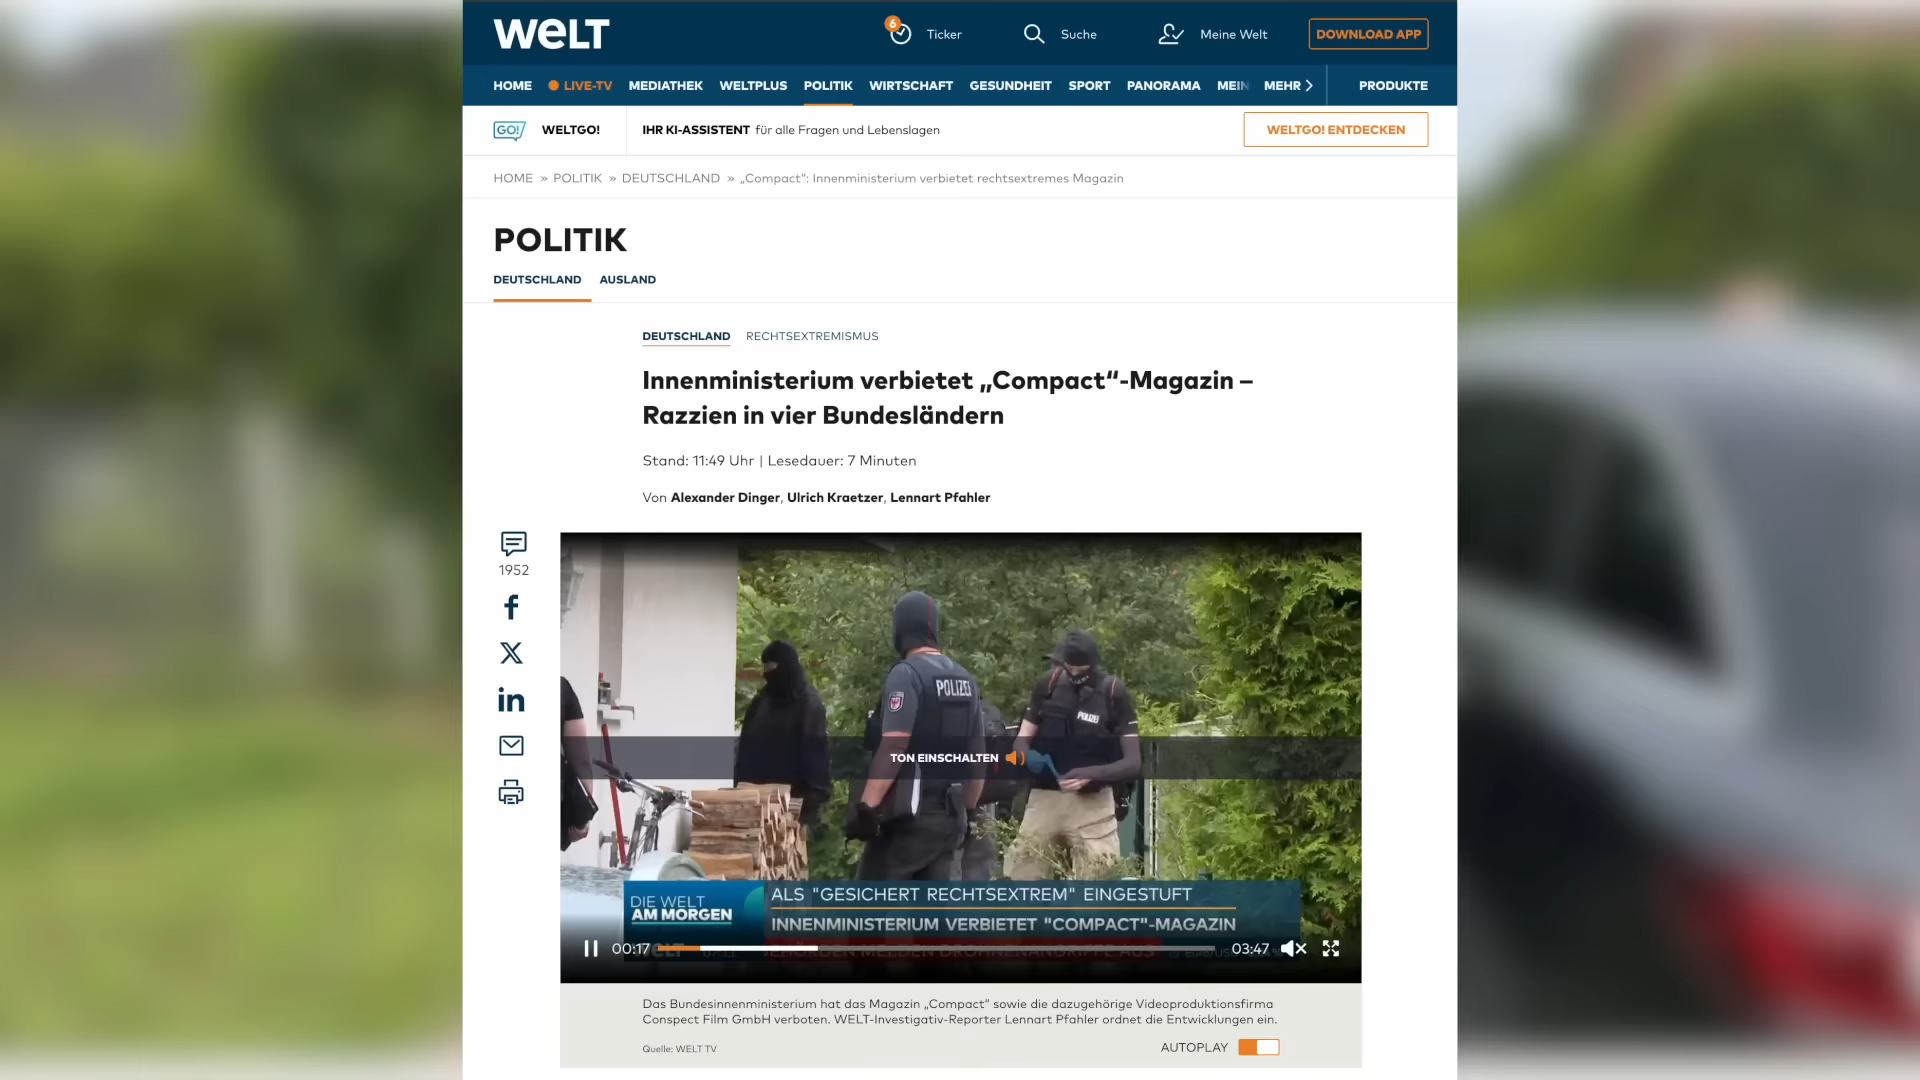 WELT
6
Ticker
Suche
Meine Welt
DOWNLOAD APP
HOME
LIVE-TV
MEDIATHEK
WELTPLUS
POLITIK
WIRTSCHAFT
GESUNDHEIT
SPORT
PANORAMA
MEIN
MEHR
PRODUKTE
GO!
WELTGO!
IHR KI-ASSISTENT für alle Fragen und Lebenslagen
WELTGO! ENTDECKEN
HOME » POLITIK » DEUTSCHLAND » „Compact“: Innenministerium verbietet rechtsextremes Magazin
POLITIK
DEUTSCHLAND
AUSLAND
DEUTSCHLAND
RECHTSEXTREMISMUS
Innenministerium verbietet „Compact“-Magazin –
Razzien in vier Bundesländern
Stand: 11:49 Uhr | Lesedauer: 7 Minuten
Von Alexander Dinger, Ulrich Kraetzer, Lennart Pfahler
1952
POLIZEI
POLIZEI
TON EINSCHALTEN
DIE WELT
AM MORGEN
ALS "GESICHERT RECHTSEXTREM" EINGESTUFT
INNENMINISTERIUM VERBIETET "COMPACT"-MAGAZIN
00:17
03:47
Das Bundesinnenministerium hat das Magazin „Compact“ sowie die dazugehörige Videoproduktionsfirma
Conspect Film GmbH verboten. WELT-Investigativ-Reporter Lennart Pfahler ordnet die Entwicklungen ein.
Quelle: WELT TV
AUTOPLAY